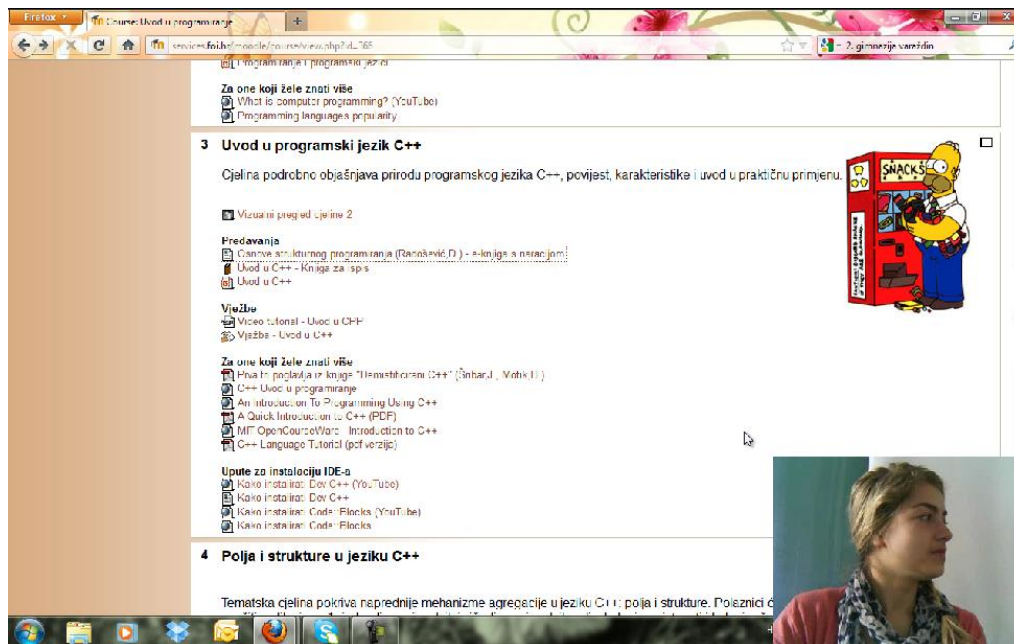 Firefox
Course: Uvod u programiranje
services.foi.hr/moodle/course/view.php?id=365
2. gimnazija varaždin
Programiranje i programski jezici
Za one koji žele znati više
What is computer programming? (YouTube)
Programming languages popularity
3 Uvod u programski jezik C++
Cjelina podrobno objašnjava prirodu programskog jezika C++, povijest, karakteristike i uvod u praktičnu primjenu.
SNACKS
Vizualni pregled cjeline 2
Predavanja
Osnove strukturnog programiranja (Radošević,D.) - e-knjiga s naracijom
Uvod u C++ - Knjiga za ispis
Uvod u C++
Vježbe
Video tutorial - Uvod u CPP
Vježba - Uvod u C++
Za one koji žele znati više
Prva tri poglavlja iz knjige "Demistificirani C++" (Šribar,J., Motik,B.)
C++ Uvod u programiranje
An Introduction To Programming Using C++
A Quick Introduction to C++ (PDF)
MIT OpenCourseWare - Introduction to C++
C++ Language Tutorial (pdf verzija)
Upute za instalaciju IDE-a
Kako instalirati Dev C++ (YouTube)
Kako instalirati Dev C++
Kako instalirati Code::Blocks (YouTube)
Kako instalirati Code::Blocks
4 Polja i strukture u jeziku C++
Tematska cjelina pokriva naprednije mehanizme agregacije u jeziku C++: polja i strukture. Polaznici ć